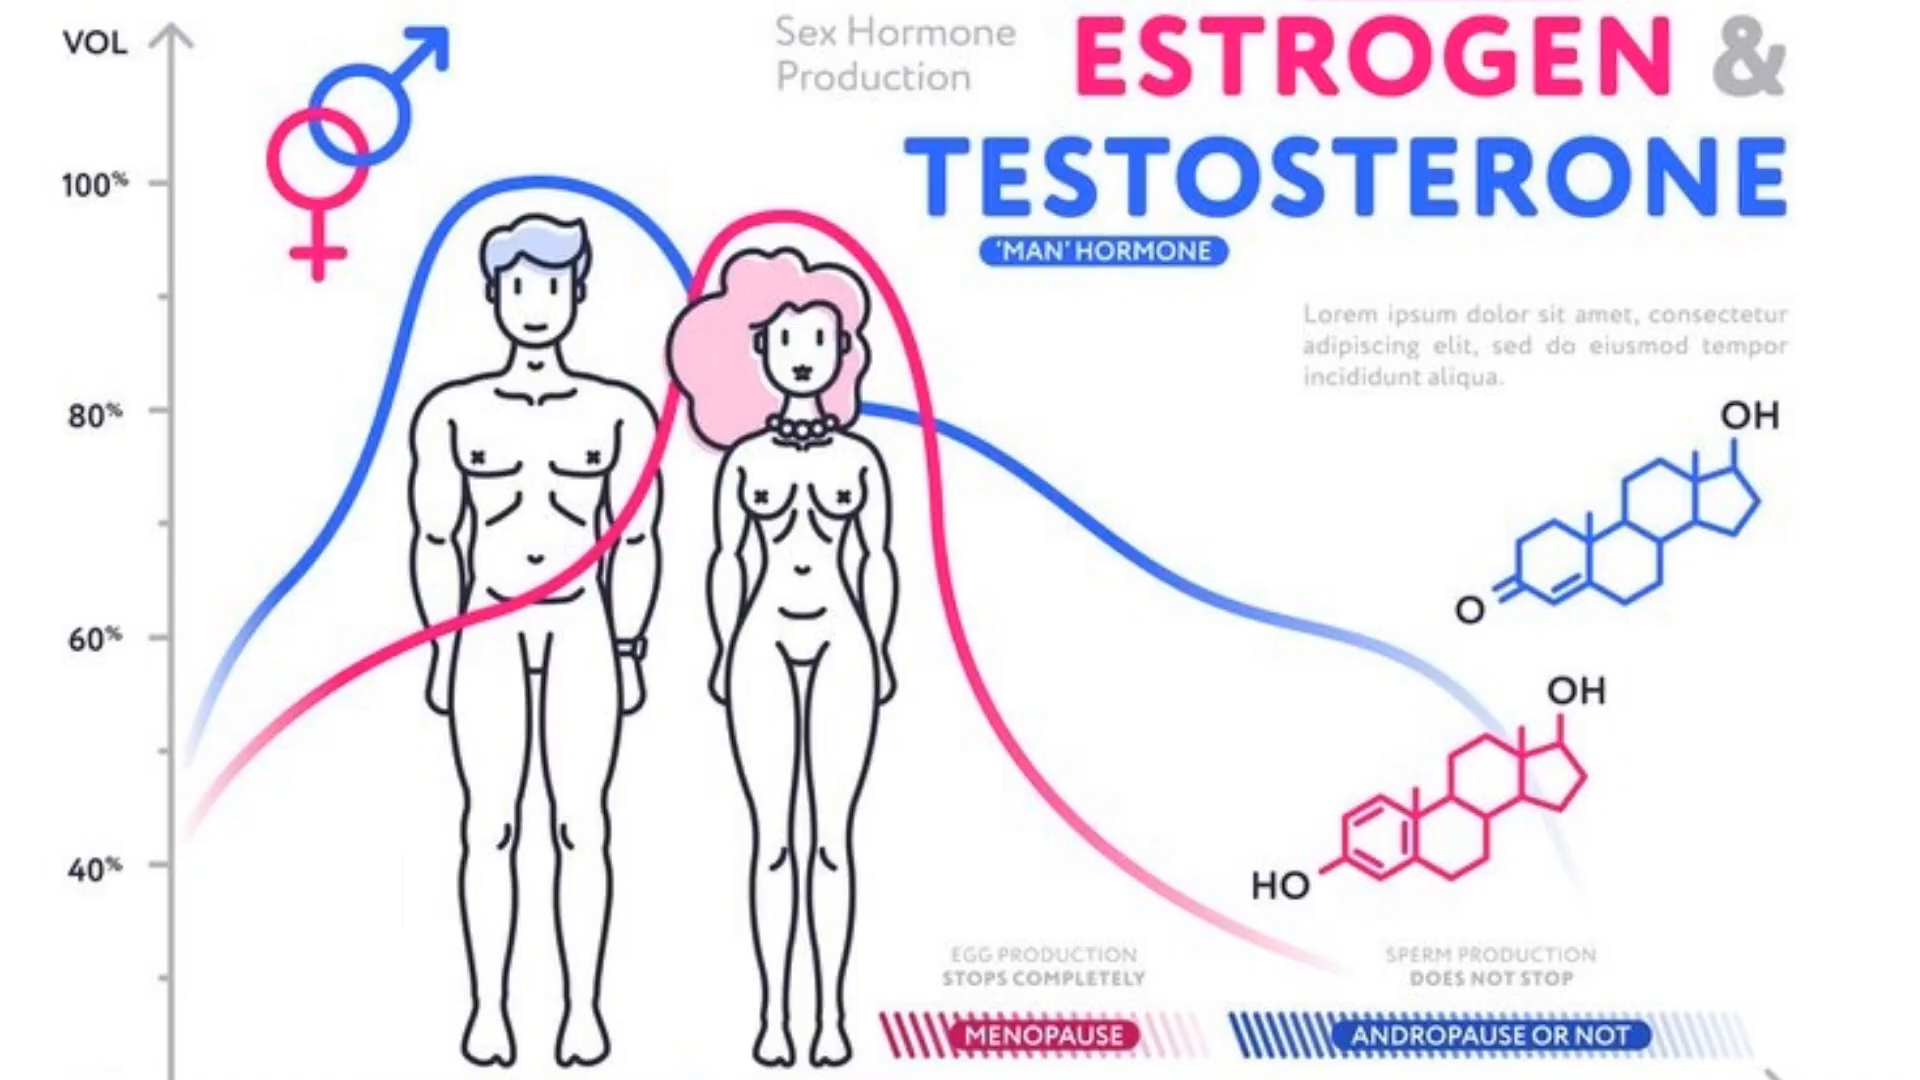 VOL
Sex Hormone
Production
ESTROGEN &
TESTOSTERONE
'MAN' HORMONE
100%
Lorem ipsum dolor sit amet, consectetur
adipiscing elit, sed do eiusmod tempor
incididunt aliqua.
80%
OH
60%
O
OH
40%
HO
EGG PRODUCTION
STOPS COMPLETELY
SPERM PRODUCTION
DOES NOT STOP
MENOPAUSE
ANDROPAUSE OR NOT